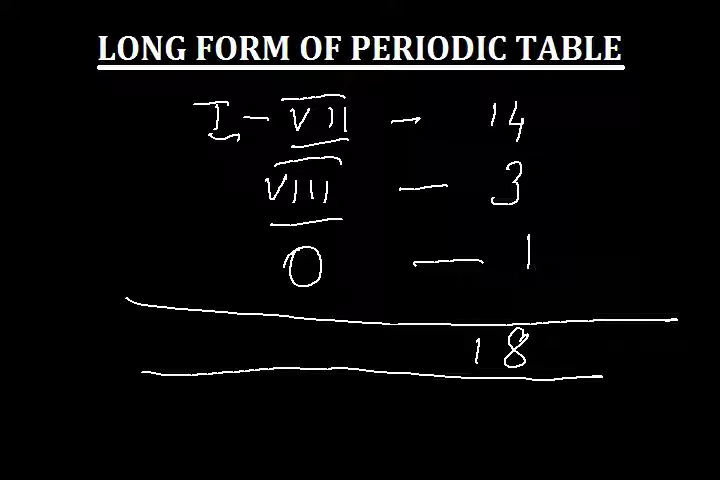 LONG FORM OF PERIODIC TABLE
I - VII - 14
VIII - 3
0 - 1
18